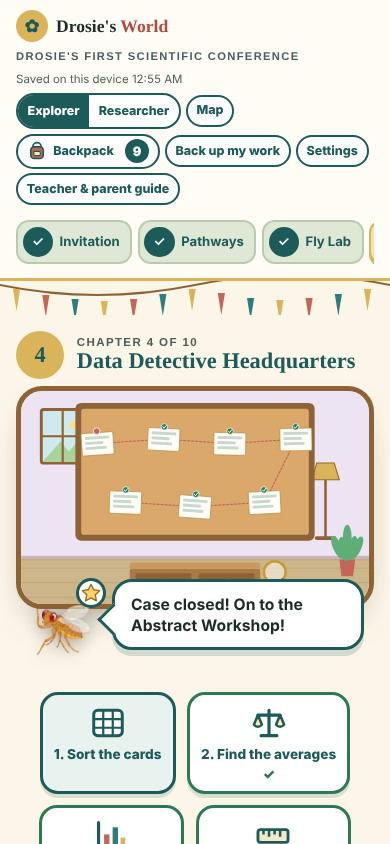 Drosie's World
DROSIE'S FIRST SCIENTIFIC CONFERENCE
Saved on this device 12:55 AM
Explorer Researcher Map
Backpack 9 Back up my work Settings
Teacher & parent guide
Invitation Pathways Fly Lab
4
CHAPTER 4 OF 10
Data Detective Headquarters
Case closed! On to the
Abstract Workshop!
1. Sort the cards
2. Find the averages